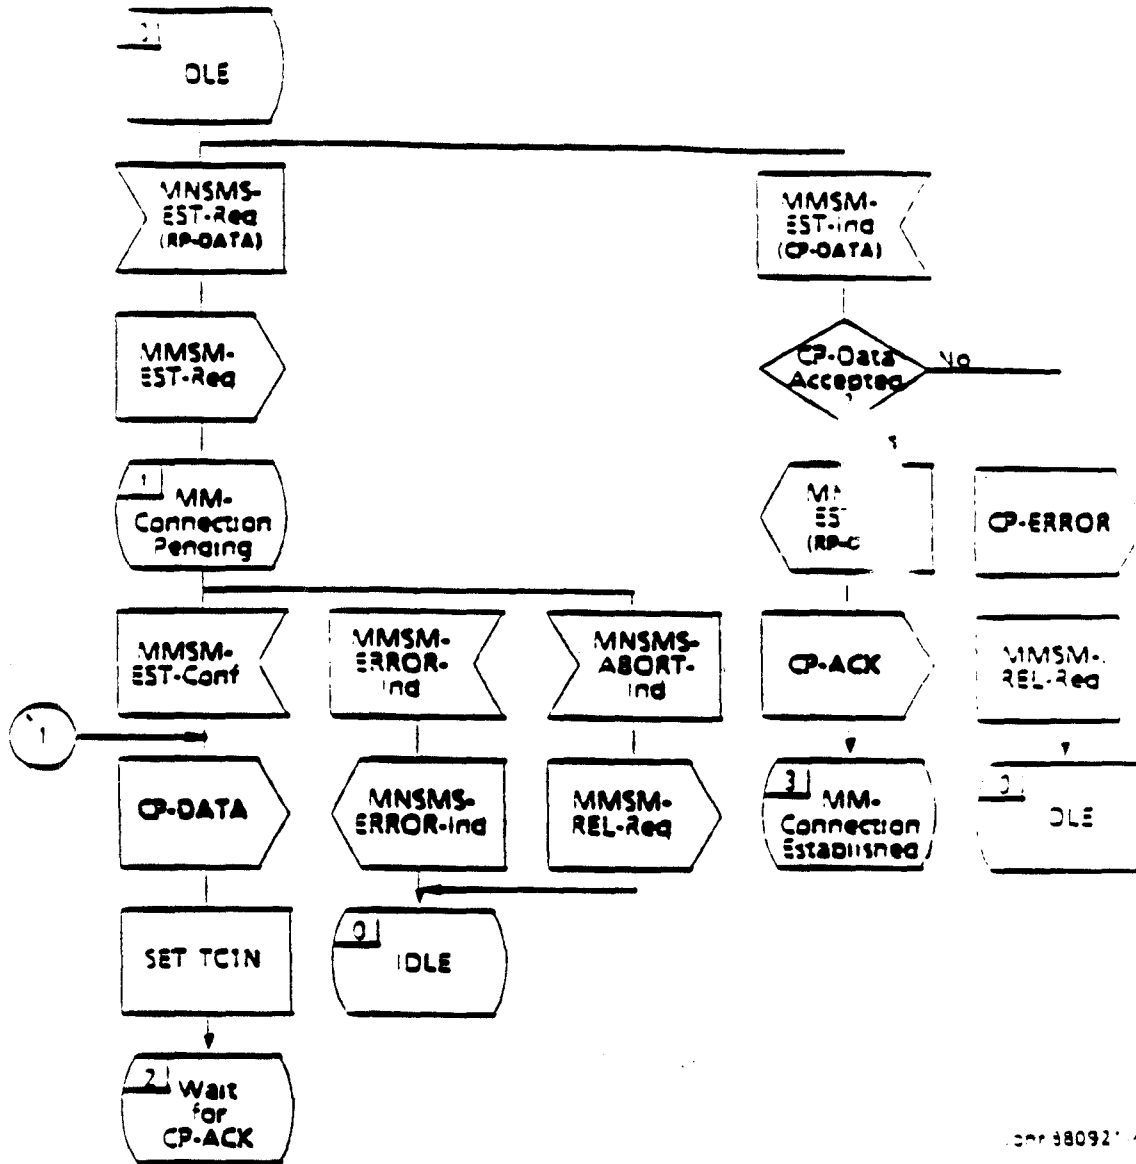 0
IDLE
MNSMS-
EST-Req
(RP-DATA)
MMSM-
EST-Ind
(CP-DATA)
MMSM-
EST-Req
CP-Data
Accepted
?
No
1
MM-
Connection
Pending
CP-ERROR
MMSM-
EST-Conf
MMSM-
ERROR-
Ind
MNSMS-
ABORT-
Ind
CP-ACK
MMSM-
REL-Req
1
CP-DATA
MNSMS-
ERROR-Ind
MMSM-
REL-Req
3
MM-
Connection
Established
0
IDLE
SET TC1N
0
IDLE
2
Wait
for
CP-ACK